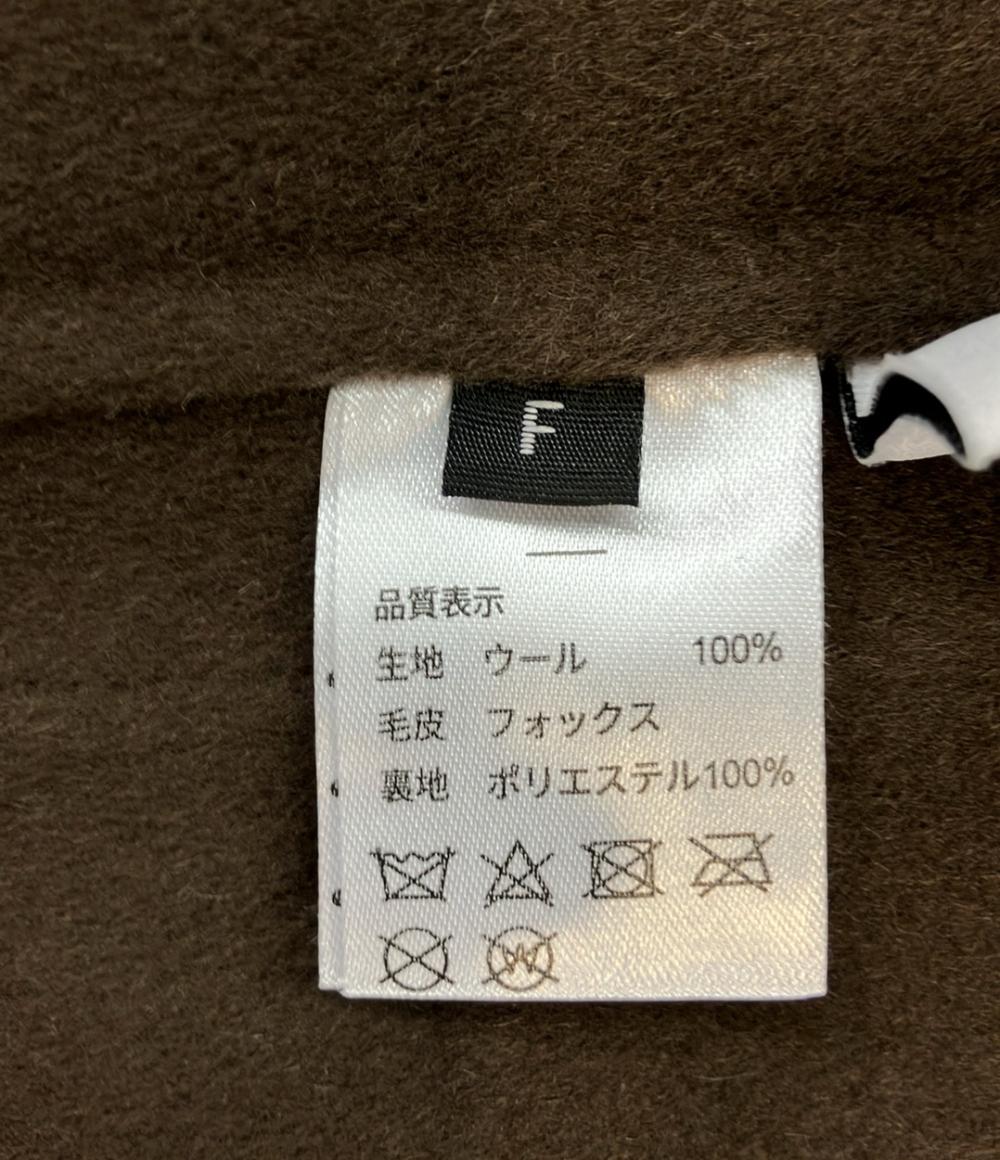 F
品質表示
生地 ウール 100%
毛皮 フォックス
裏地 ポリエステル100%
W